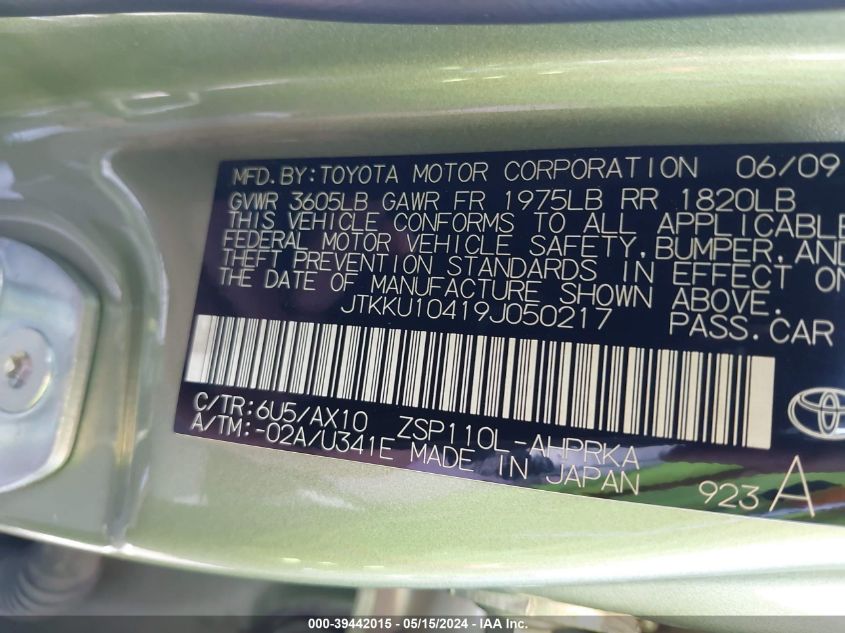 MFD.BY:TOYOTA MOTOR CORPORATION 06/09
GVWR 3605LB GAWR FR 1975LB RR 1820LB
THIS VEHICLE CONFORMS TO ALL APPLICABLE
FEDERAL MOTOR VEHICLE SAFETY,BUMPER,AND
THEFT PREVENTION STANDARDS IN EFFECT ON
THE DATE OF MANUFACTURE SHOWN ABOVE.
JTKKU10419J050217 PASS.CAR
C/TR:6U5/AX10 ZSP110L-AHPRKA
A/TM:-02A/U341E MADE IN JAPAN
923 A
000-39442015 - 05/15/2024 - IAA Inc.